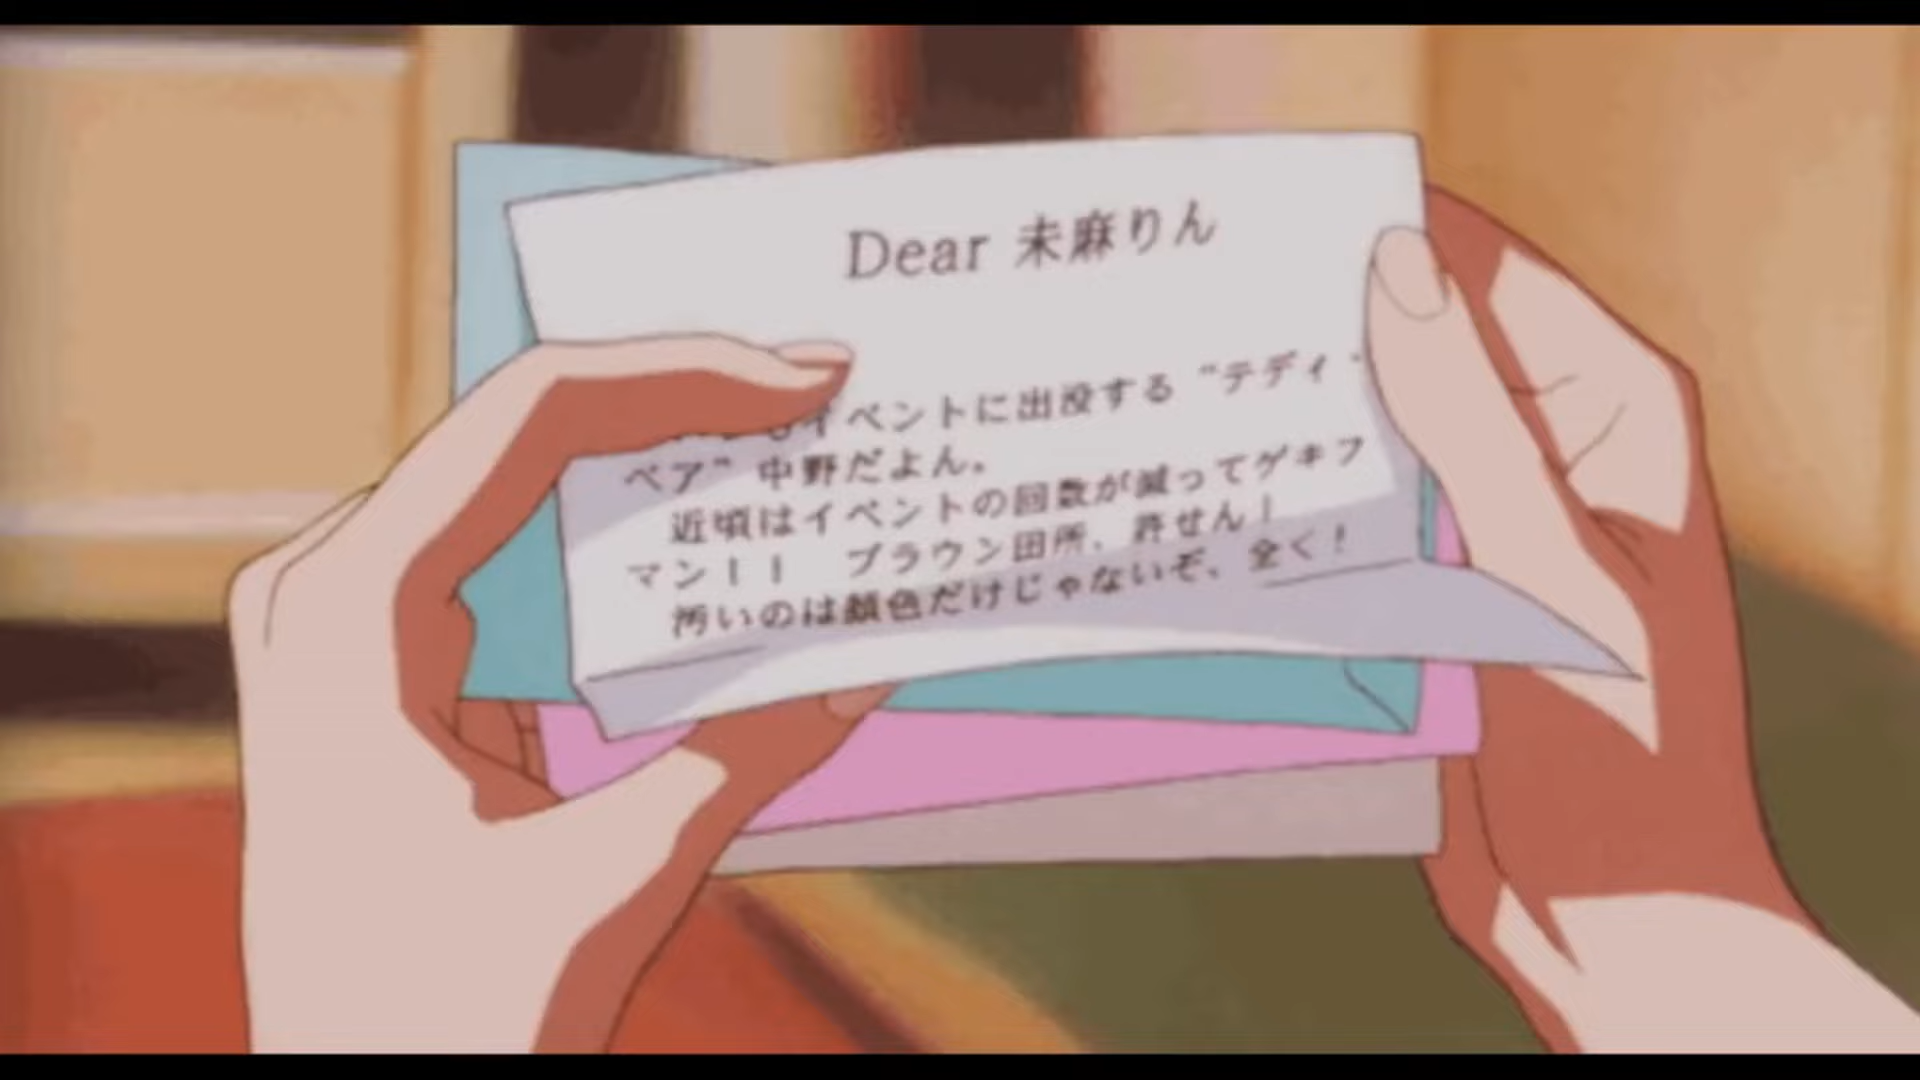 Dear 未麻りん
イベントに出没する “テディ・
ベア” 中野だよん。
近頃はイベントの回数が減ってゲキフ
マン！！ ブラウン田所、許せん！
汚いのは顔色だけじゃないぞ、全く！